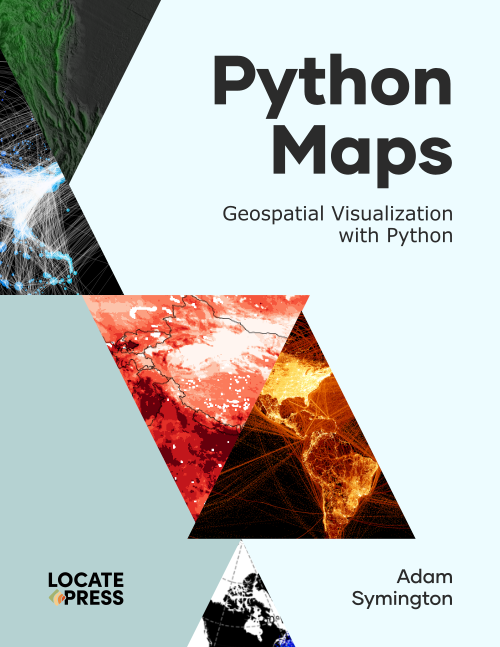 Python
Maps
Geospatial Visualization
with Python
LOCATE
PRESS
Adam
Symington